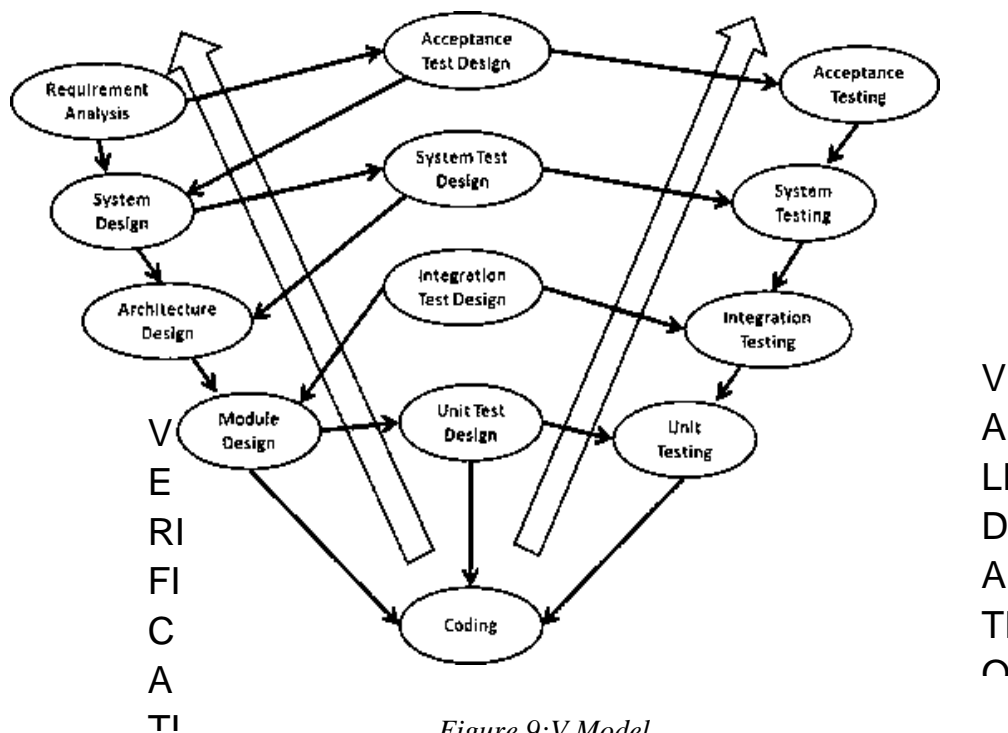 Acceptance
Test Design
Requirement
Analysis
Acceptance
Testing
System Test
Design
System
Design
System
Testing
Integration
Test Design
Architecture
Design
Integration
Testing
Module
Design
Unit Test
Design
Unit
Testing
Coding
V
E
RI
FI
C
A
TI
V
A
LI
D
A
TI
O
Figure 9:V Model